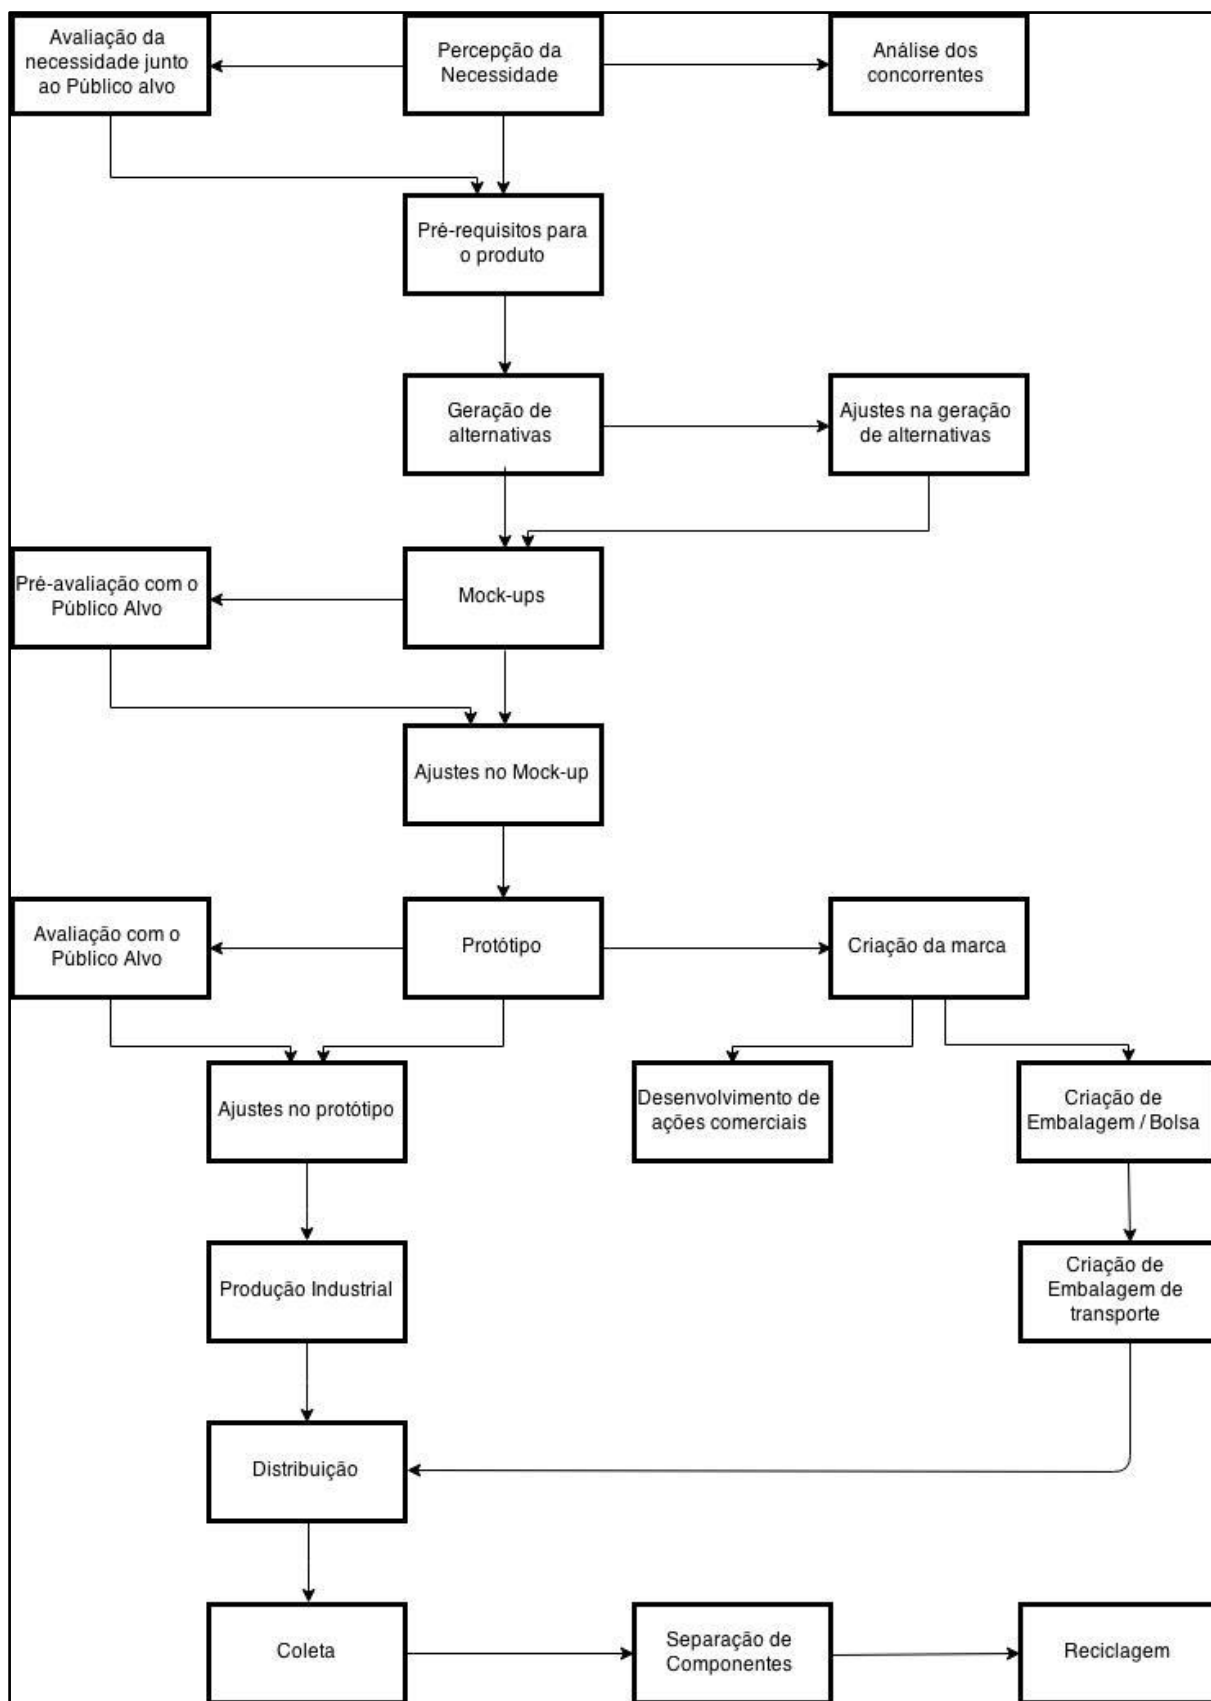 Avaliação da
necessidade junto
ao Público alvo
Percepção da
Necessidade
Análise dos
concorrentes
Pré-requisitos para
o produto
Geração de
alternativas
Ajustes na geração
de alternativas
Pré-avaliação com o
Público Alvo
Mock-ups
Ajustes no Mock-up
Avaliação com o
Público Alvo
Protótipo
Criação da marca
Ajustes no protótipo
Desenvolvimento de
ações comerciais
Criação de
Embalagem / Bolsa
Produção Industrial
Criação de
Embalagem de
transporte
Distribuição
Coleta
Separação de
Componentes
Reciclagem